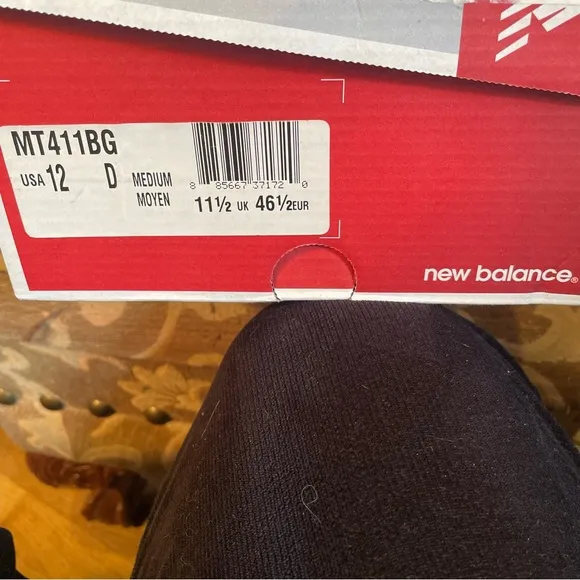 MT411BG
USA 12 D MEDIUM
MOYEN
8 85667 37172 0
11½ UK 46½EUR
new balance®